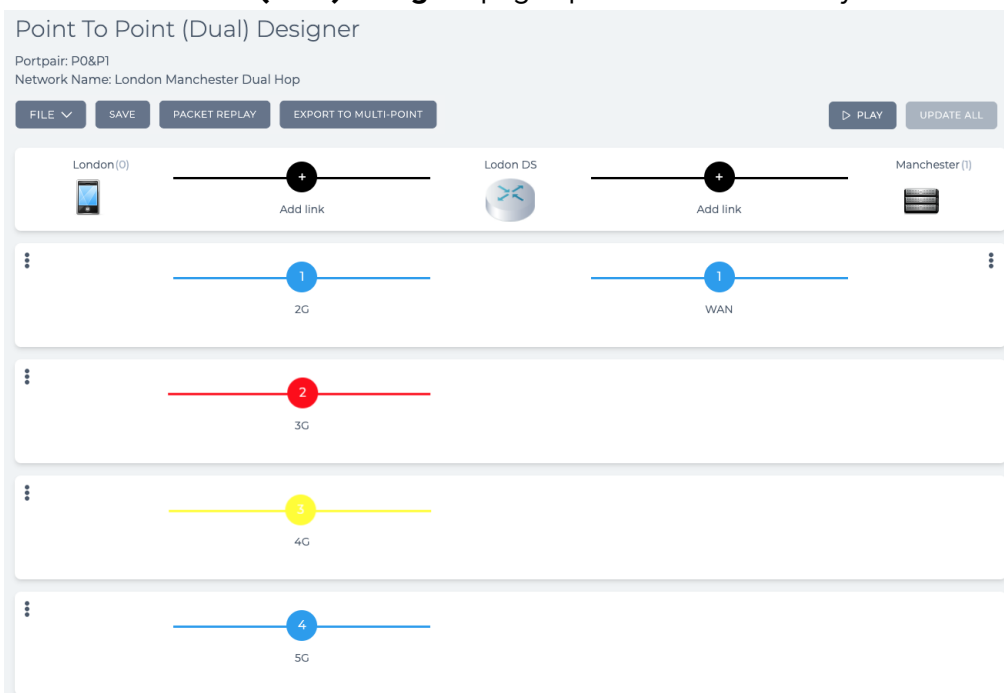 Point To Point (Dual) Designer
Portpair: P0&P1
Network Name: London Manchester Dual Hop
FILE SAVE PACKET REPLAY EXPORT TO MULTI-POINT PLAY UPDATE ALL
London (0) + Lodon DS + Manchester (1)
Add link Add link
1 1
2G WAN
2
3G
3
4G
4
5G